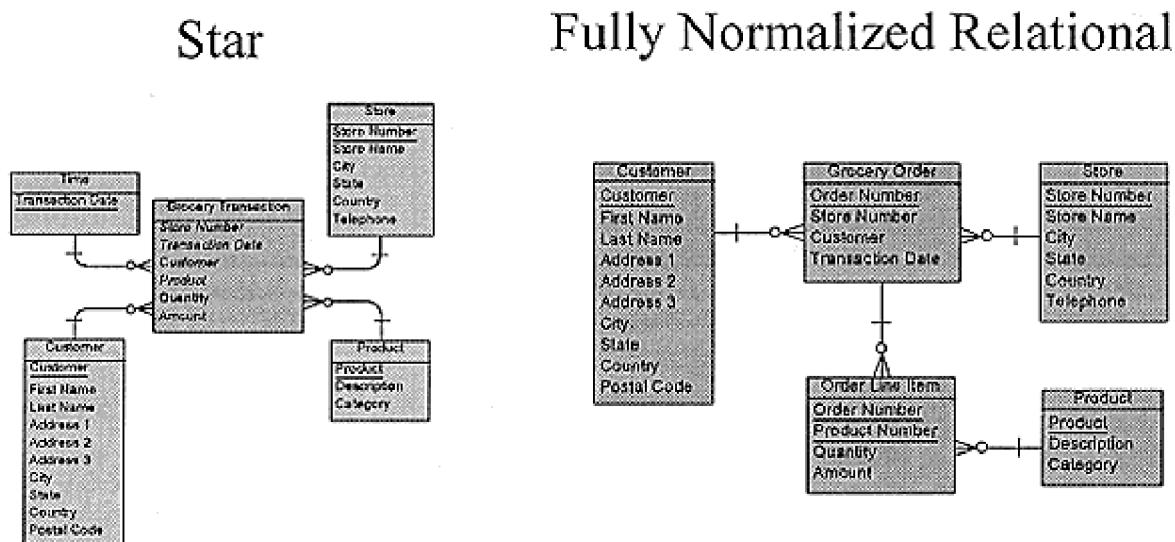 Star
Fully Normalized Relational
Time
Transaction Date
Store
Store Number
Store Name
City
State
Country
Telephone
Grocery Transaction
Store Number
Transaction Date
Customer
Product
Quantity
Amount
Customer
Customer
First Name
Last Name
Address 1
Address 2
Address 3
City
State
Country
Postal Code
Product
Product
Description
Category
Customer
Customer
First Name
Last Name
Address 1
Address 2
Address 3
City
State
Country
Postal Code
Grocery Order
Order Number
Store Number
Customer
Transaction Date
Store
Store Number
Store Name
City
State
Country
Telephone
Order Line Item
Order Number
Product Number
Quantity
Amount
Product
Product
Description
Category